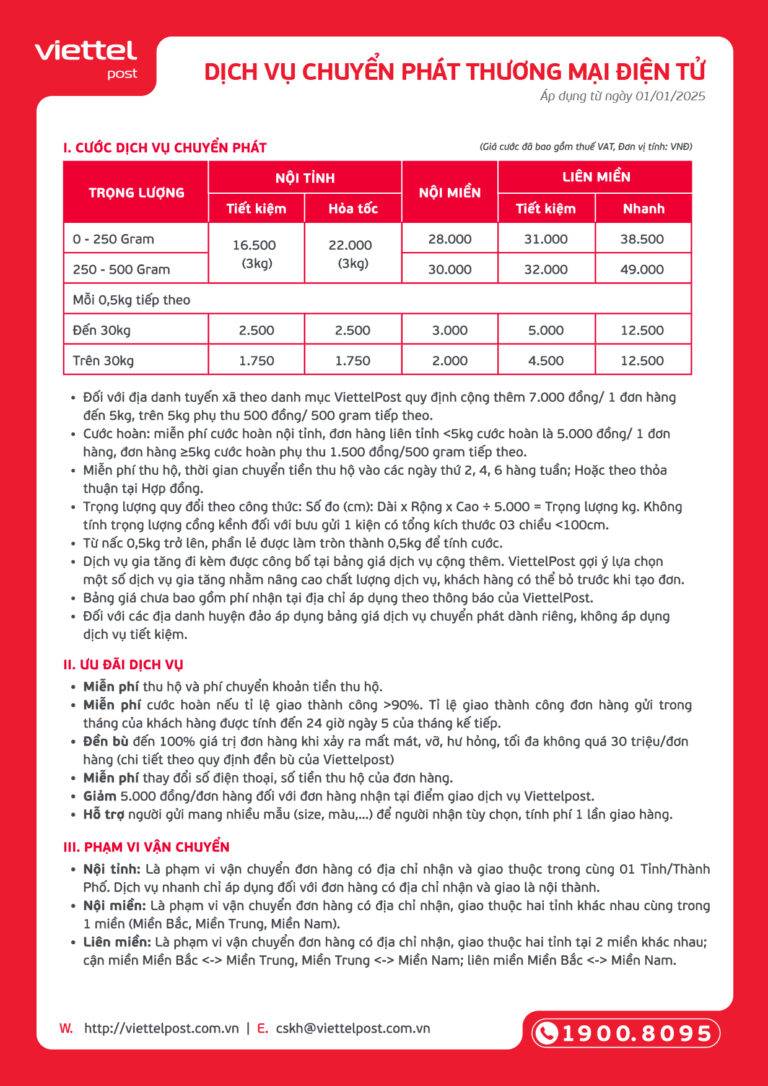 viettel
post
DỊCH VỤ CHUYỂN PHÁT THƯƠNG MẠI ĐIỆN TỬ
Áp dụng từ ngày 01/01/2025
I. CƯỚC DỊCH VỤ CHUYỂN PHÁT
(Giá cước đã bao gồm thuế VAT, Đơn vị tính: VNĐ)
TRỌNG LƯỢNG NỘI TỈNH NỘI MIỀN LIÊN MIỀN
Tiết kiệm Hỏa tốc Tiết kiệm Nhanh
0 - 250 Gram 16.500 (3kg) 22.000 (3kg) 28.000 31.000 38.500
250 - 500 Gram 30.000 32.000 49.000
Mỗi 0,5kg tiếp theo
Đến 30kg 2.500 2.500 3.000 5.000 12.500
Trên 30kg 1.750 1.750 2.000 4.500 12.500
• Đối với địa danh tuyến xã theo danh mục ViettelPost quy định cộng thêm 7.000 đồng/ 1 đơn hàng
đến 5kg, trên 5kg phụ thu 500 đồng/ 500 gram tiếp theo.
• Cước hoàn: miễn phí cước hoàn nội tỉnh, đơn hàng liên tỉnh <5kg cước hoàn là 5.000 đồng/ 1 đơn
hàng, đơn hàng ≥5kg cước hoàn phụ thu 1.500 đồng/500 gram tiếp theo.
• Miễn phí thu hộ, thời gian chuyển tiền thu hộ vào các ngày thứ 2, 4, 6 hàng tuần; Hoặc theo thỏa
thuận tại Hợp đồng.
• Trọng lượng quy đổi theo công thức: Số đo (cm): Dài x Rộng x Cao ÷ 5.000 = Trọng lượng kg. Không
tính trọng lượng cồng kềnh đối với bưu gửi 1 kiện có tổng kích thước 03 chiều <100cm.
• Từ nấc 0,5kg trở lên, phần lẻ được làm tròn thành 0,5kg để tính cước.
• Dịch vụ gia tăng đi kèm được công bố tại bảng giá dịch vụ cộng thêm. ViettelPost gợi ý lựa chọn
một số dịch vụ gia tăng nhằm nâng cao chất lượng dịch vụ, khách hàng có thể bỏ trước khi tạo đơn.
• Bảng giá chưa bao gồm phí nhận tại địa chỉ áp dụng theo thông báo của ViettelPost.
• Đối với các địa danh huyện đảo áp dụng bảng giá dịch vụ chuyển phát dành riêng, không áp dụng
dịch vụ tiết kiệm.
II. ƯU ĐÃI DỊCH VỤ
• Miễn phí thu hộ và phí chuyển khoản tiền thu hộ.
• Miễn phí cước hoàn nếu tỉ lệ giao thành công >90%. Tỉ lệ giao thành công đơn hàng gửi trong
tháng của khách hàng được tính đến 24 giờ ngày 5 của tháng kế tiếp.
• Đền bù đến 100% giá trị đơn hàng khi xảy ra mất mát, vỡ, hư hỏng, tối đa không quá 30 triệu/đơn
hàng (chi tiết theo quy định đền bù của Viettelpost)
• Miễn phí thay đổi số điện thoại, số tiền thu hộ của đơn hàng.
• Giảm 5.000 đồng/đơn hàng đối với đơn hàng nhận tại điểm giao dịch vụ Viettelpost.
• Hỗ trợ người gửi mang nhiều mẫu (size, màu,...) để người nhận tùy chọn, tính phí 1 lần giao hàng.
III. PHẠM VI VẬN CHUYỂN
• Nội tỉnh: Là phạm vi vận chuyển đơn hàng có địa chỉ nhận và giao thuộc trong cùng 01 Tỉnh/Thành
Phố. Dịch vụ nhanh chỉ áp dụng đối với đơn hàng có địa chỉ nhận và giao là nội thành.
• Nội miền: Là phạm vi vận chuyển đơn hàng có địa chỉ nhận, giao thuộc hai tỉnh khác nhau cùng trong
1 miền (Miền Bắc, Miền Trung, Miền Nam).
• Liên miền: Là phạm vi vận chuyển đơn hàng có địa chỉ nhận, giao thuộc hai tỉnh tại 2 miền khác nhau;
cận miền Miền Bắc <-> Miền Trung, Miền Trung <-> Miền Nam; liên miền Miền Bắc <-> Miền Nam.
W. http://viettelpost.com.vn | E. cskh@viettelpost.com.vn
1900.8095